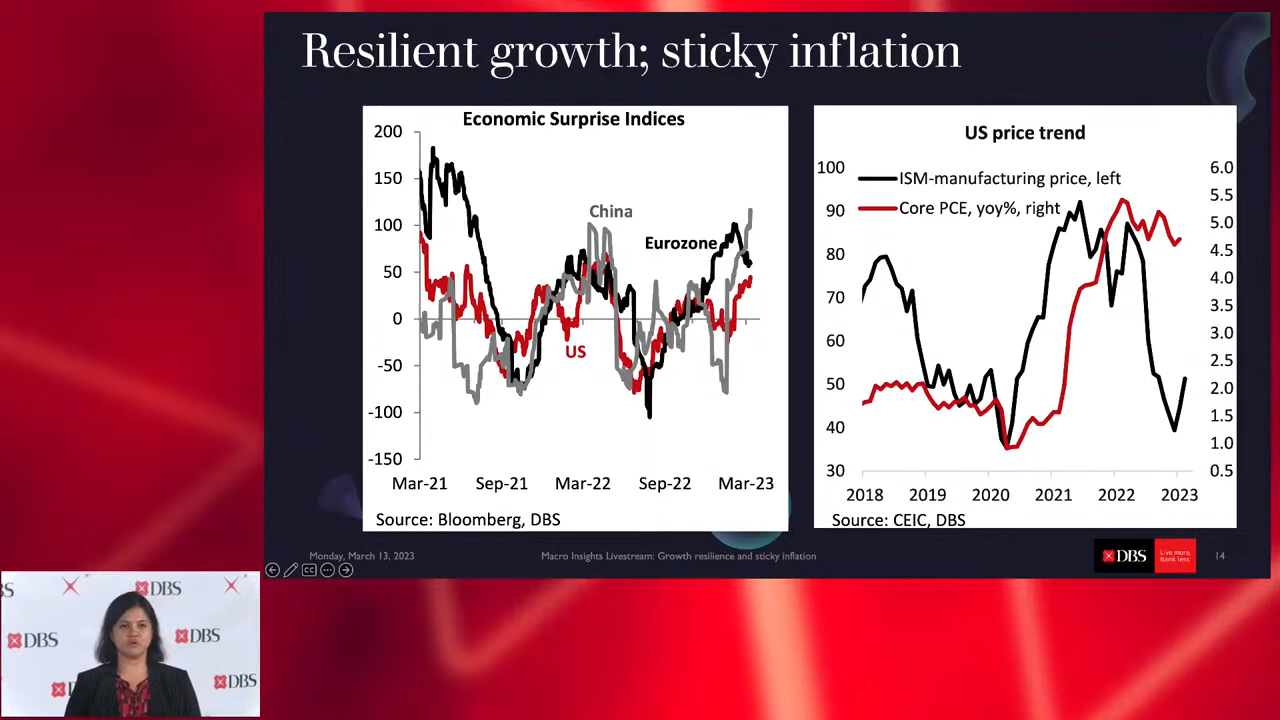 Resilient growth; sticky inflation
Economic Surprise Indices
200
150
100
50
0
-50
-100
-150
China
Eurozone
US
Mar-21 Sep-21 Mar-22 Sep-22 Mar-23
Source: Bloomberg, DBS
US price trend
ISM-manufacturing price, left
Core PCE, yoy%, right
100
90
80
70
60
50
40
30
6.0
5.5
5.0
4.5
4.0
3.5
3.0
2.5
2.0
1.5
1.0
0.5
2018 2019 2020 2021 2022 2023
Source: CEIC, DBS
Monday, March 13, 2023
Macro Insights Livestream: Growth resilience and sticky inflation
DBS
Live more,
Bank less
14
CC
DBS
DBS
DBS
DBS
DBS